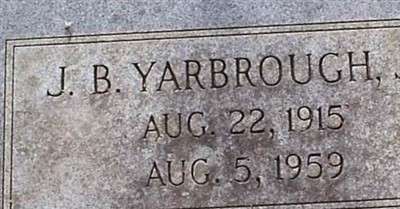 J. B. YARBROUGH,
AUG. 22, 1915
AUG. 5, 1959